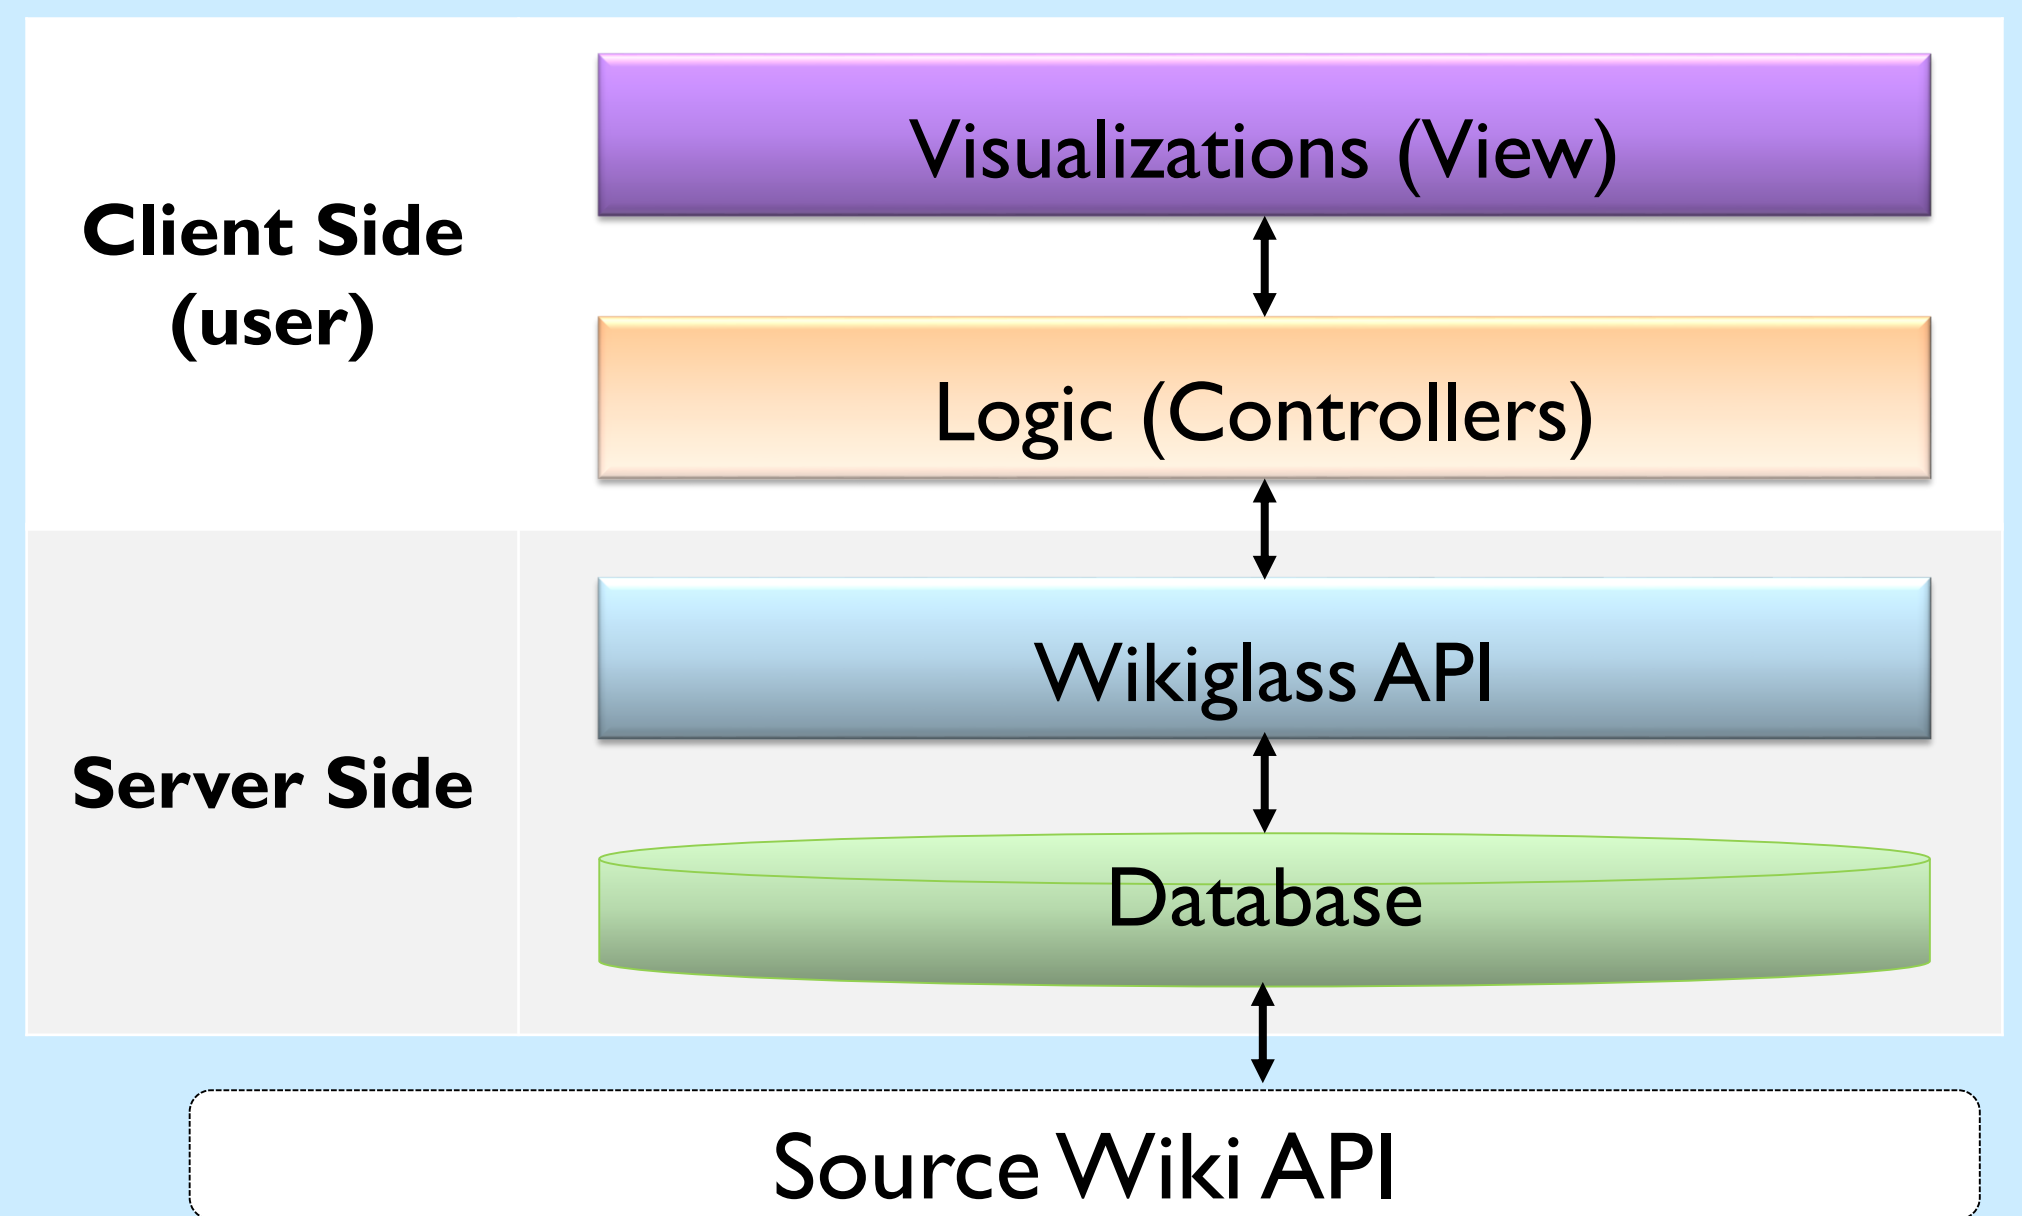 Client Side
(user)
Visualizations (View)
Logic (Controllers)
Server Side
Wikiglass API
Database
Source Wiki API